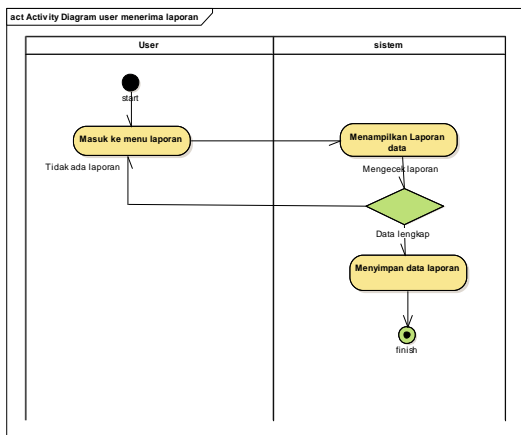 act Activity Diagram user menerima laporan
User
sistem
start
Masuk ke menu laporan
Menampilkan Laporan
data
Tidak ada laporan
Mengecek laporan
Data lengkap
Menyimpan data laporan
finish